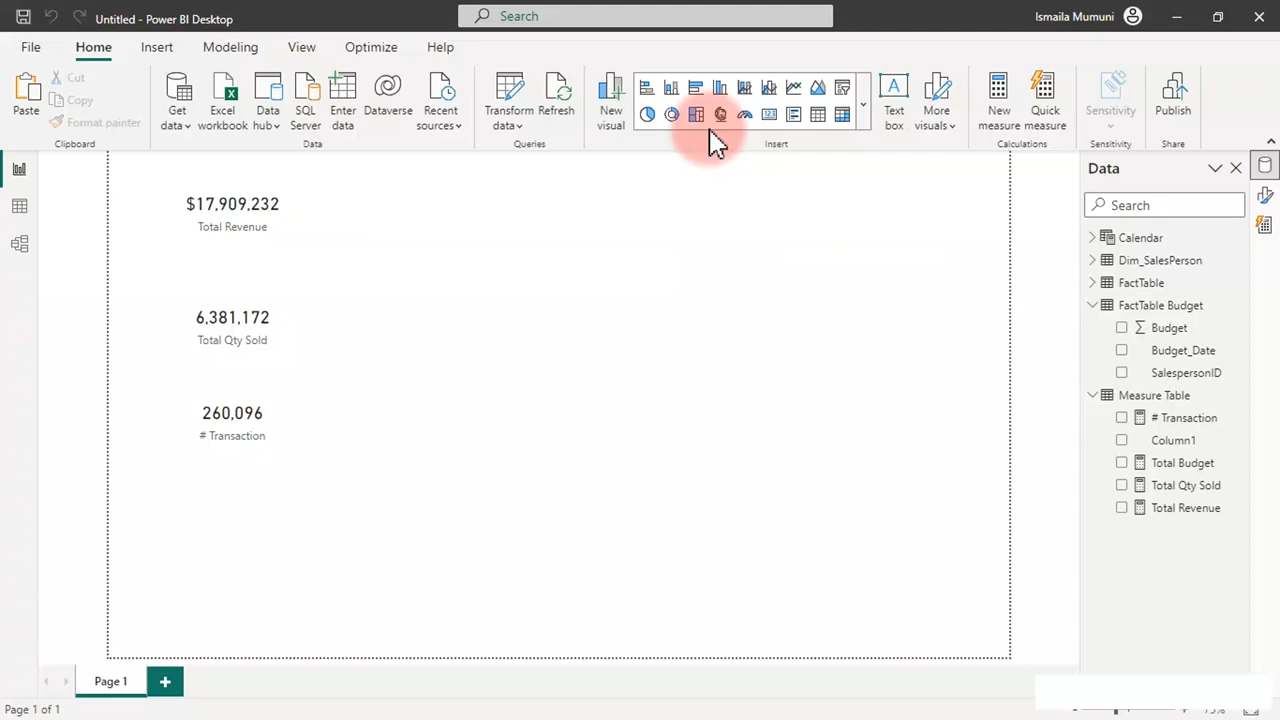 Untitled - Power BI Desktop
Search
Ismaila Mumuni
File
Home
Insert
Modeling
View
Optimize
Help
Paste
Cut
Copy
Format painter
Clipboard
Get data
Excel workbook
Data hub
SQL Server
Enter data
Dataverse
Recent sources
Data
Transform data
Refresh
Queries
New visual
123
A
Text box
More visuals
Insert
New measure
Quick measure
Calculations
Sensitivity
Sensitivity
Publish
Share
$17,909,232
Total Revenue
6,381,172
Total Qty Sold
260,096
# Transaction
Data
Search
Calendar
Dim_SalesPerson
FactTable
FactTable Budget
Budget
Budget_Date
SalespersonID
Measure Table
# Transaction
Column1
Total Budget
Total Qty Sold
Total Revenue
Page 1
Page 1 of 1